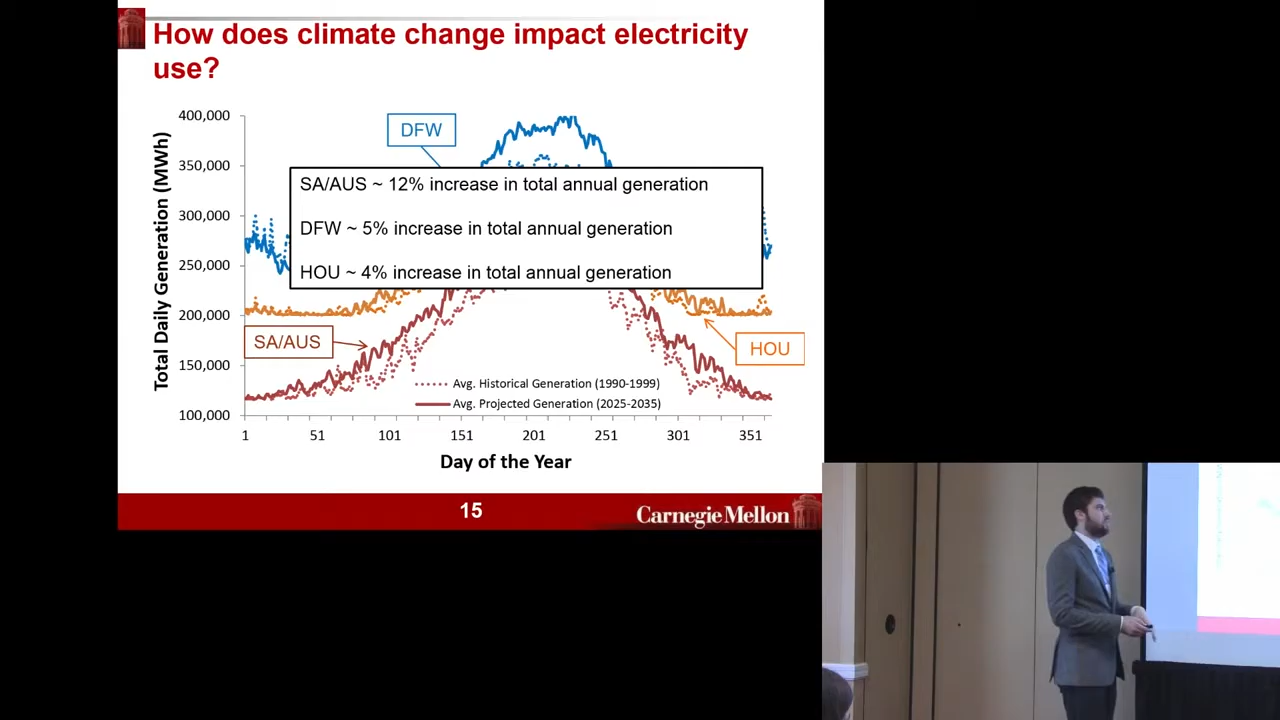 How does climate change impact electricity
use?
Total Daily Generation (MWh)
400,000
350,000
300,000
250,000
200,000
150,000
100,000
DFW
SA/AUS ~ 12% increase in total annual generation
DFW ~ 5% increase in total annual generation
HOU ~ 4% increase in total annual generation
SA/AUS
HOU
Avg. Historical Generation (1990-1999)
Avg. Projected Generation (2025-2035)
1 51 101 151 201 251 301 351
Day of the Year
15
Carnegie Mellon